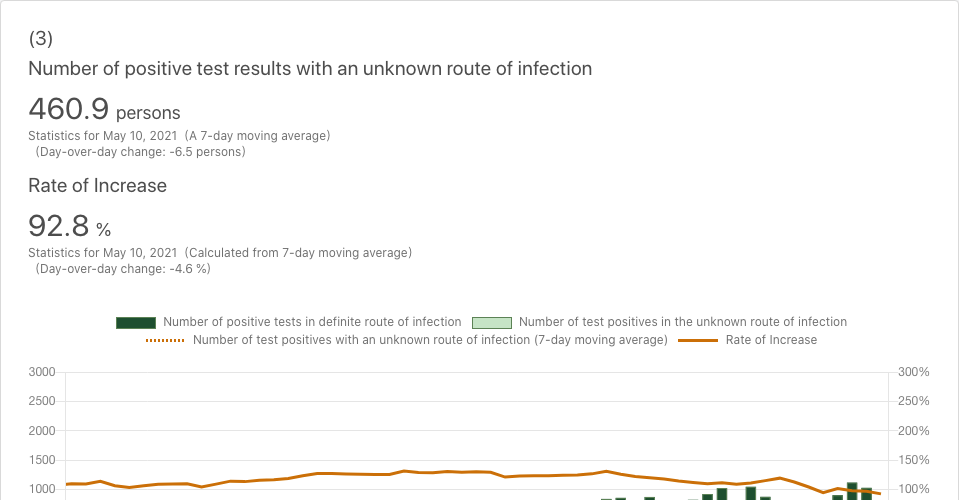 (3)
Number of positive test results with an unknown route of infection
460.9 persons
Statistics for May 10, 2021 (A 7-day moving average)
(Day-over-day change: -6.5 persons)
Rate of Increase
92.8 %
Statistics for May 10, 2021 (Calculated from 7-day moving average)
(Day-over-day change: -4.6 %)
Number of positive tests in definite route of infection Number of test positives in the unknown route of infection
Number of test positives with an unknown route of infection (7-day moving average) Rate of Increase
3000 300%
2500 250%
2000 200%
1500 150%
1000 100%